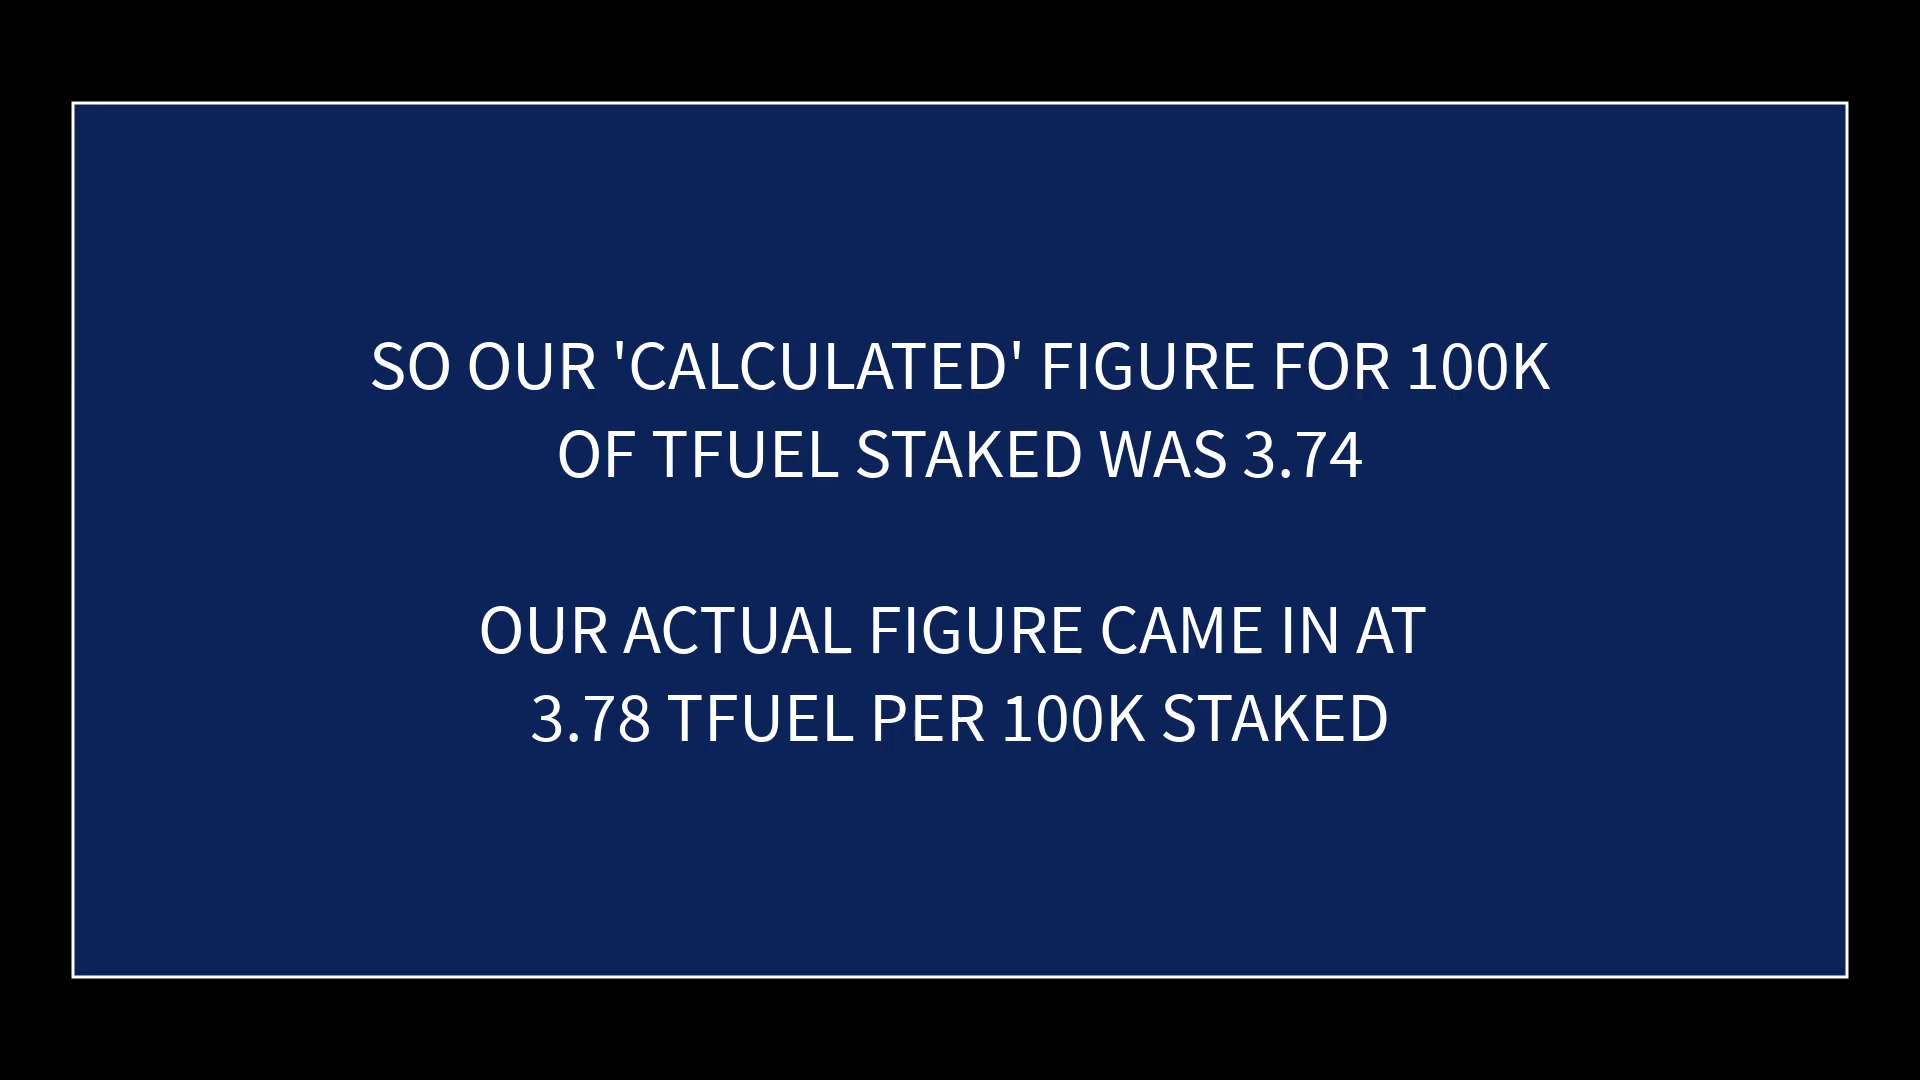 SO OUR 'CALCULATED' FIGURE FOR 100K
OF TFUEL STAKED WAS 3.74
OUR ACTUAL FIGURE CAME IN AT
3.78 TFUEL PER 100K STAKED